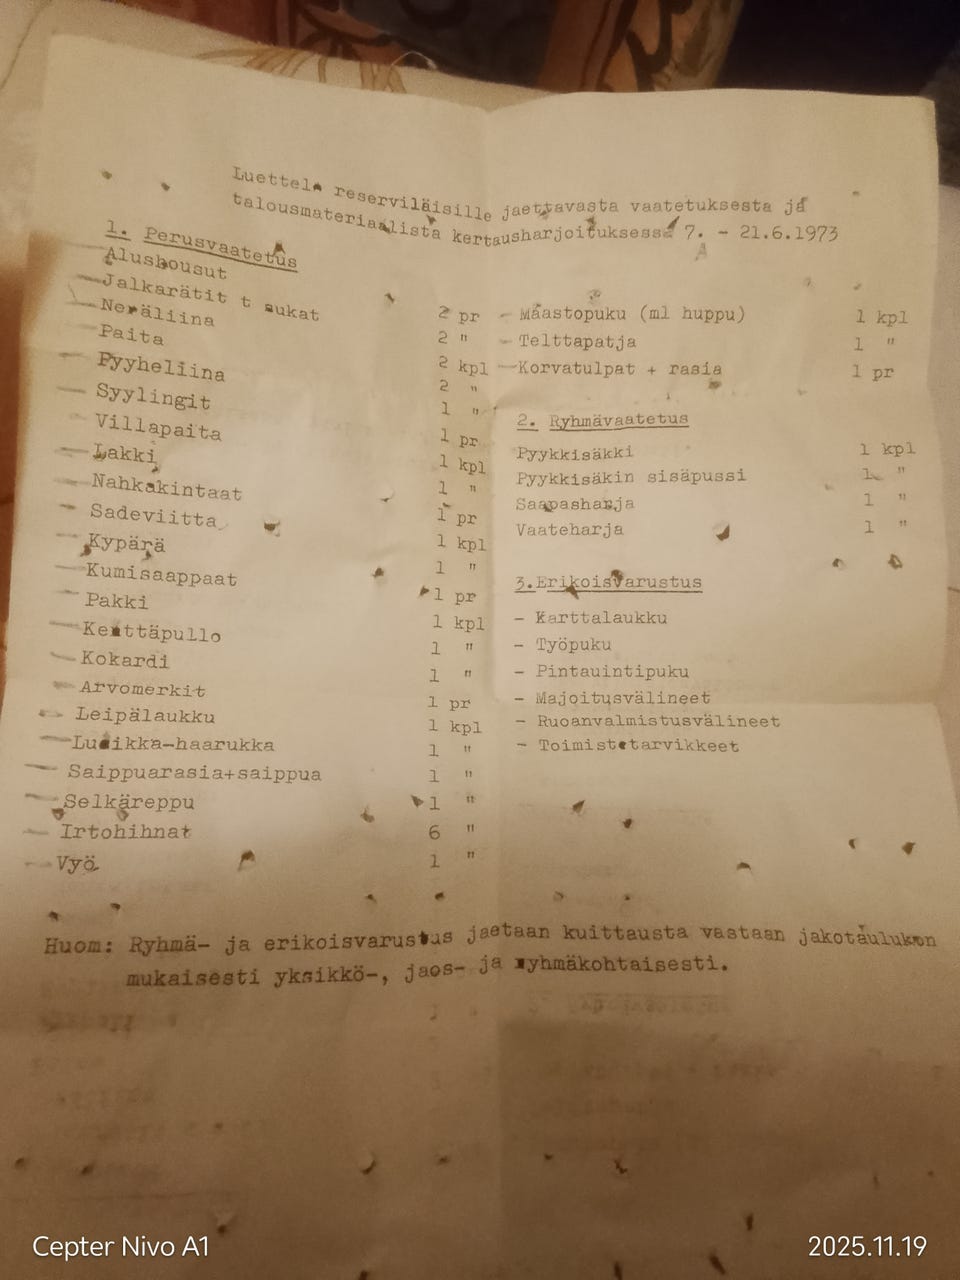 Luettelo reserviläisille jaettavasta vaatetuksesta ja
talousmateriaalista kertausharjoituksessa 7. - 21.6.1973
1. Perusvaatetus
Alushousut 2 pr
Jalkarätit t sukat 2 "
Nenäliina 2 kpl
Paita 2 "
Pyyheliina 1 "
Syylingit 1 pr
Villapaita 1 kpl
Lakki 1 "
Nahkakintaat 1 pr
Sadeviitta 1 kpl
Kypärä 1 "
Kumisaappaat 1 pr
Pakki 1 kpl
Kenttäpullo 1 "
Kokardi 1 "
Arvomerkit 1 pr
Leipälaukku 1 kpl
Lusikka-haarukka 1 "
Saippuarasia+saippua 1 "
Selkäreppu 1 "
Irtohihnat 6 "
Vyö 1 "
- Maastopuku (ml huppu) 1 kpl
- Telttapatja 1 "
- Korvatulpat + rasia 1 pr
2. Ryhmävaatetus
Pyykkisäkki 1 kpl
Pyykkisäkin sisäpussi 1 "
Saapasharja 1 "
Vaateharja 1 "
3.Erikoisvarustus
- Karttalaukku
- Työpuku
- Pintauintipuku
- Majoitusvälineet
- Ruoanvalmistusvälineet
- Toimistotarvikkeet
Huom: Ryhmä- ja erikoisvarustus jaetaan kuittausta vastaan jakotaulukon
mukaisesti yksikkö-, jaos- ja ryhmäkohtaisesti.
Cepter Nivo A1
2025.11.19